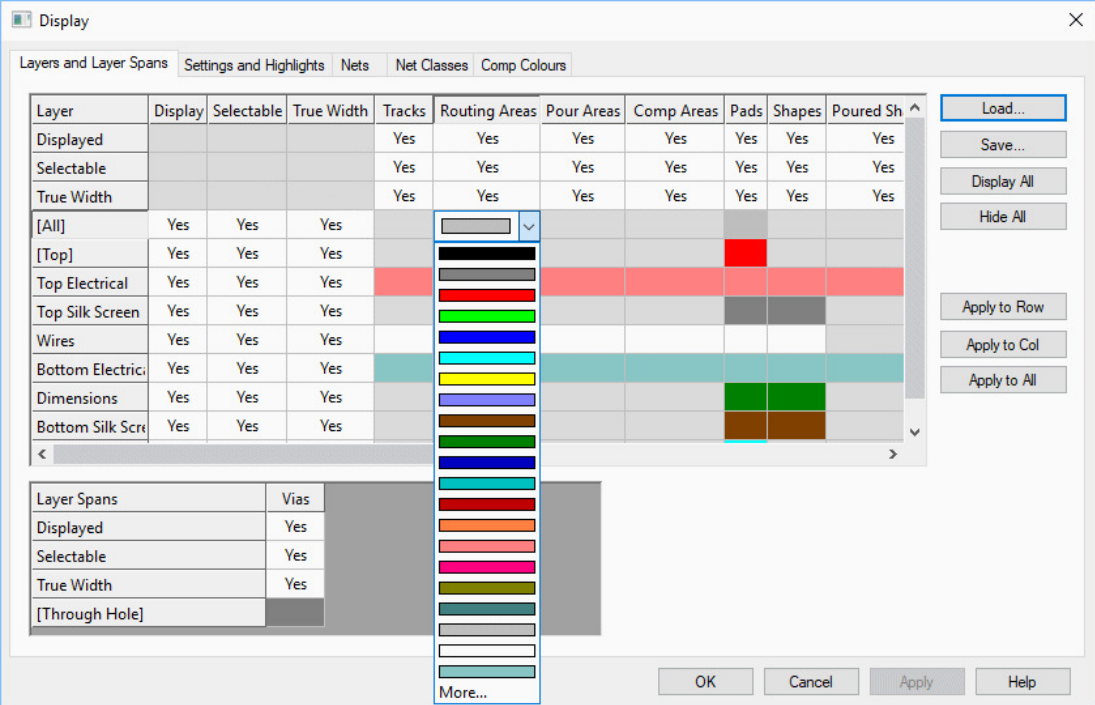 Display
Layers and Layer Spans Settings and Highlights Nets Net Classes Comp Colours
Layer Display Selectable True Width Tracks Routing Areas Pour Areas Comp Areas Pads Shapes Poured Sh
Displayed Yes Yes Yes Yes Yes Yes Yes
Selectable Yes Yes Yes Yes Yes Yes Yes
True Width Yes Yes Yes Yes Yes Yes Yes
[All] Yes Yes Yes
[Top] Yes Yes Yes
Top Electrical Yes Yes Yes
Top Silk Screen Yes Yes Yes
Wires Yes Yes Yes
Bottom Electrica Yes Yes Yes
Dimensions Yes Yes Yes
Bottom Silk Scre Yes Yes Yes
Load...
Save...
Display All
Hide All
Apply to Row
Apply to Col
Apply to All
Layer Spans Vias
Displayed Yes
Selectable Yes
True Width Yes
[Through Hole]
More...
OK Cancel Apply Help